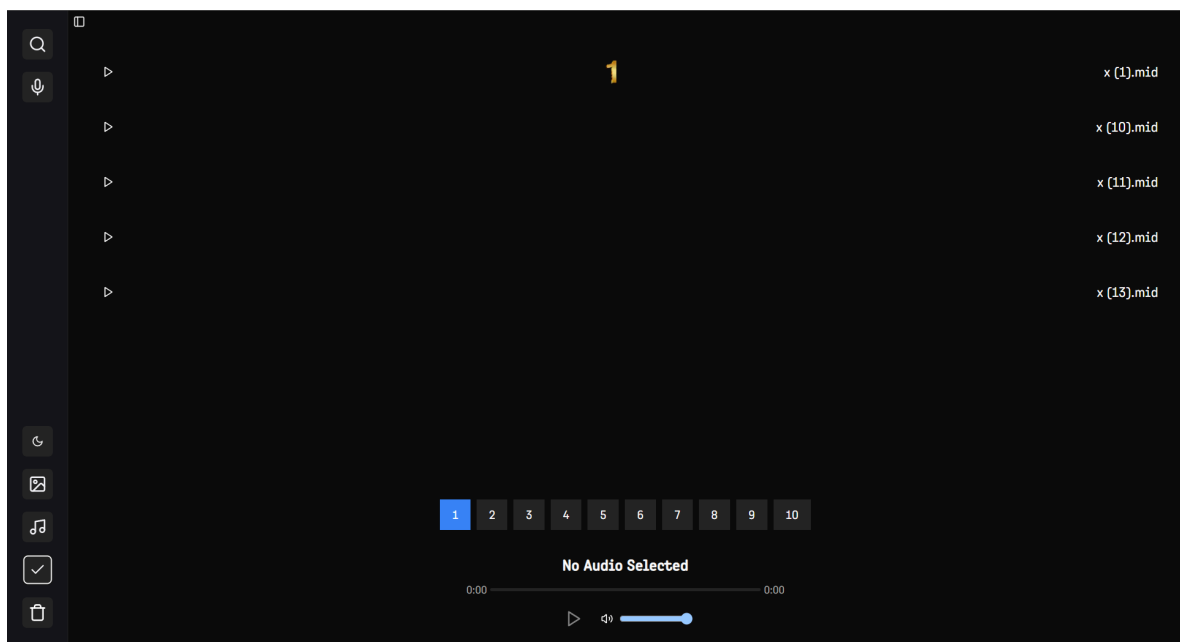 1 x (1).mid
x (10).mid
x (11).mid
x (12).mid
x (13).mid
1 2 3 4 5 6 7 8 9 10
No Audio Selected
0:00 0:00